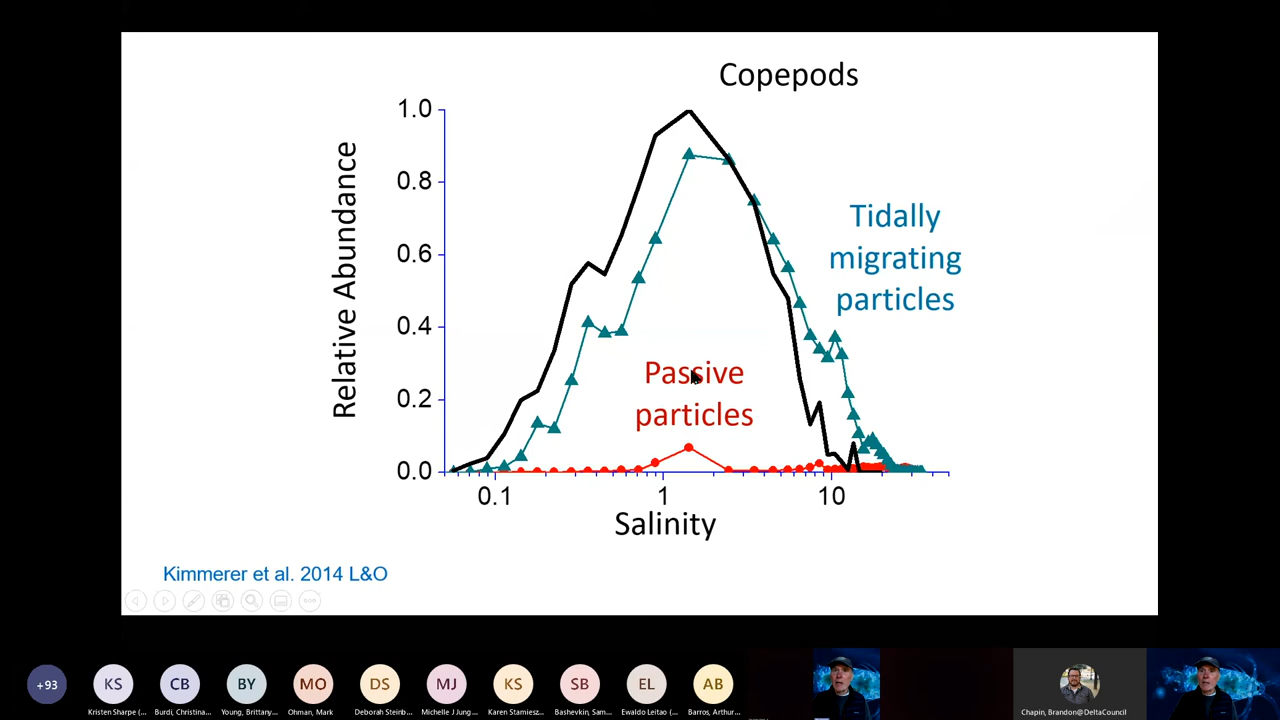 Copepods
1.0
0.8
0.6
0.4
0.2
0.0
Relative Abundance
Tidally
migrating
particles
Passive
particles
0.1
1
10
Salinity
Kimmerer et al. 2014 L&O
+93
KS
CB
BY
MO
DS
MJ
KS
SB
EL
AB
Kristen Sharpe (...
Burdi, Christina...
Young, Brittany...
Ohman, Mark
Deborah Steinb...
Michelle J Jung...
Karen Stamiesz...
Bashevkin, Sam...
Ewaldo Leitao (...
Barros, Arthur...
Chapin, Brandon@DeltaCouncil